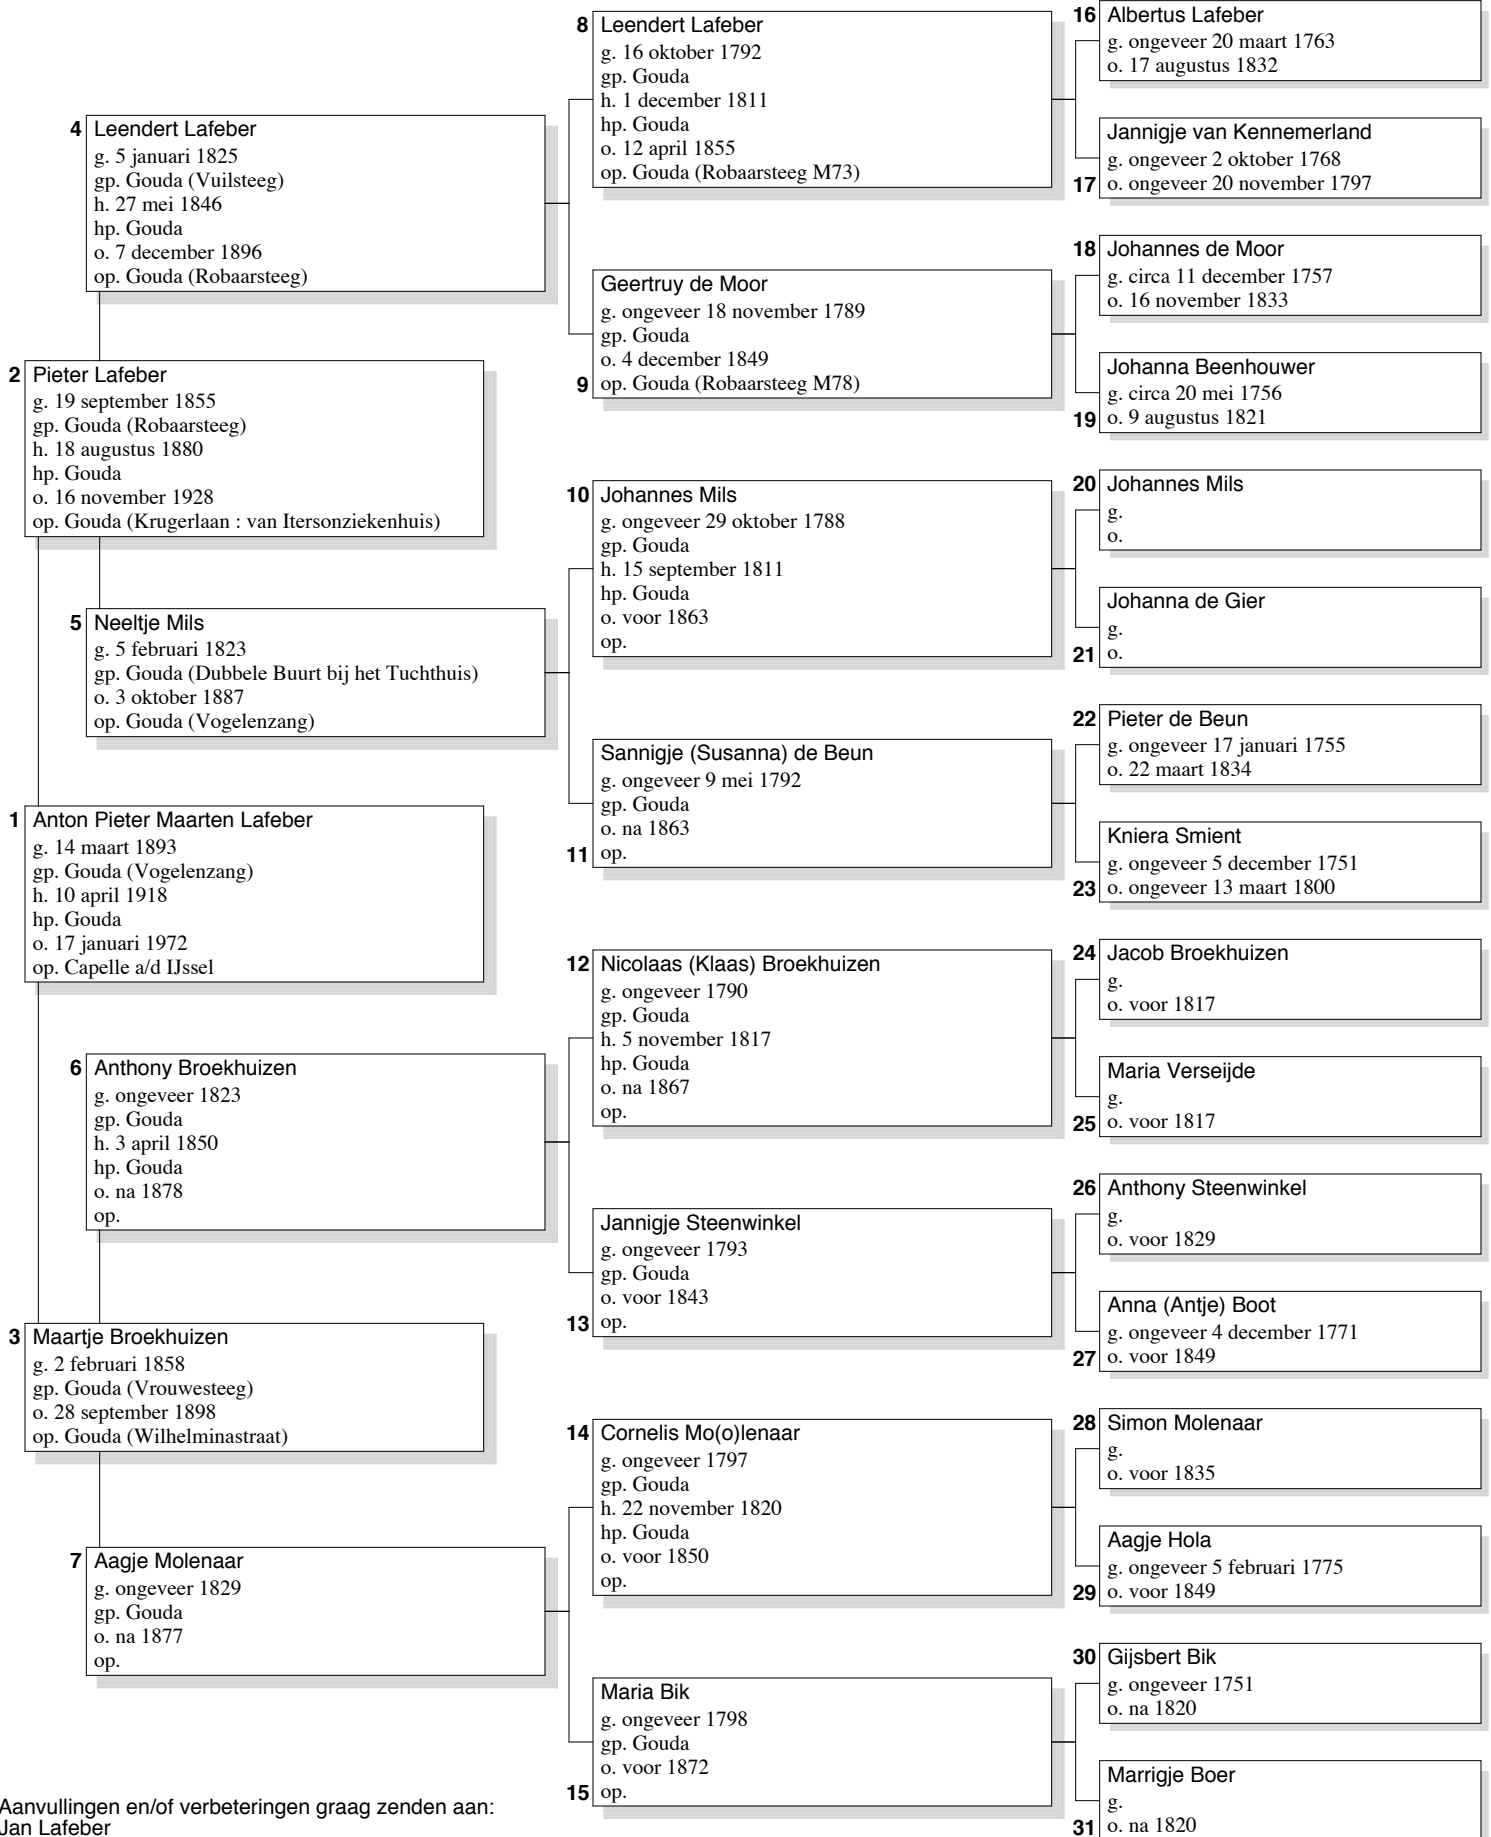 1 Anton Pieter Maarten Lafeber
g. 14 maart 1893
gp. Gouda (Vogelenzang)
h. 10 april 1918
hp. Gouda
o. 17 januari 1972
op. Capelle a/d IJssel
2 Pieter Lafeber
g. 19 september 1855
gp. Gouda (Robaarsteeg)
h. 18 augustus 1880
hp. Gouda
o. 16 november 1928
op. Gouda (Krugerlaan : van Itersonziekenhuis)
3 Maartje Broekhuizen
g. 2 februari 1858
gp. Gouda (Vrouwesteeg)
o. 28 september 1898
op. Gouda (Wilhelminastraat)
4 Leendert Lafeber
g. 5 januari 1825
gp. Gouda (Vuilsteeg)
h. 27 mei 1846
hp. Gouda
o. 7 december 1896
op. Gouda (Robaarsteeg)
5 Neeltje Mils
g. 5 februari 1823
gp. Gouda (Dubbele Buurt bij het Tuchthuis)
o. 3 oktober 1887
op. Gouda (Vogelenzang)
6 Anthony Broekhuizen
g. ongeveer 1823
gp. Gouda
h. 3 april 1850
hp. Gouda
o. na 1878
op.
7 Aagje Molenaar
g. ongeveer 1829
gp. Gouda
o. na 1877
op.
8 Leendert Lafeber
g. 16 oktober 1792
gp. Gouda
h. 1 december 1811
hp. Gouda
o. 12 april 1855
op. Gouda (Robaarsteeg M73)
Geertruy de Moor
g. ongeveer 18 november 1789
gp. Gouda
o. 4 december 1849
9 op. Gouda (Robaarsteeg M78)
10 Johannes Mils
g. ongeveer 29 oktober 1788
gp. Gouda
h. 15 september 1811
hp. Gouda
o. voor 1863
op.
Sannigje (Susanna) de Beun
g. ongeveer 9 mei 1792
gp. Gouda
o. na 1863
11 op.
12 Nicolaas (Klaas) Broekhuizen
g. ongeveer 1790
gp. Gouda
h. 5 november 1817
hp. Gouda
o. na 1867
op.
Jannigje Steenwinkel
g. ongeveer 1793
gp. Gouda
o. voor 1843
13 op.
14 Cornelis Mo(o)lenaar
g. ongeveer 1797
gp. Gouda
h. 22 november 1820
hp. Gouda
o. voor 1850
op.
Maria Bik
g. ongeveer 1798
gp. Gouda
o. voor 1872
15 op.
16 Albertus Lafeber
g. ongeveer 20 maart 1763
o. 17 augustus 1832
Jannigje van Kennemerland
g. ongeveer 2 oktober 1768
17 o. ongeveer 20 november 1797
18 Johannes de Moor
g. circa 11 december 1757
o. 16 november 1833
Johanna Beenhouwer
g. circa 20 mei 1756
19 o. 9 augustus 1821
20 Johannes Mils
g.
o.
Johanna de Gier
g.
21 o.
22 Pieter de Beun
g. ongeveer 17 januari 1755
o. 22 maart 1834
Kniera Smient
g. ongeveer 5 december 1751
23 o. ongeveer 13 maart 1800
24 Jacob Broekhuizen
g.
o. voor 1817
Maria Verseijde
g.
25 o. voor 1817
26 Anthony Steenwinkel
g.
o. voor 1829
Anna (Antje) Boot
g. ongeveer 4 december 1771
27 o. voor 1849
28 Simon Molenaar
g.
o. voor 1835
Aagje Hola
g. ongeveer 5 februari 1775
29 o. voor 1849
30 Gijsbert Bik
g. ongeveer 1751
o. na 1820
Marrigje Boer
g.
31 o. na 1820
Aanvullingen en/of verbeteringen graag zenden aan:
Jan Lafeber